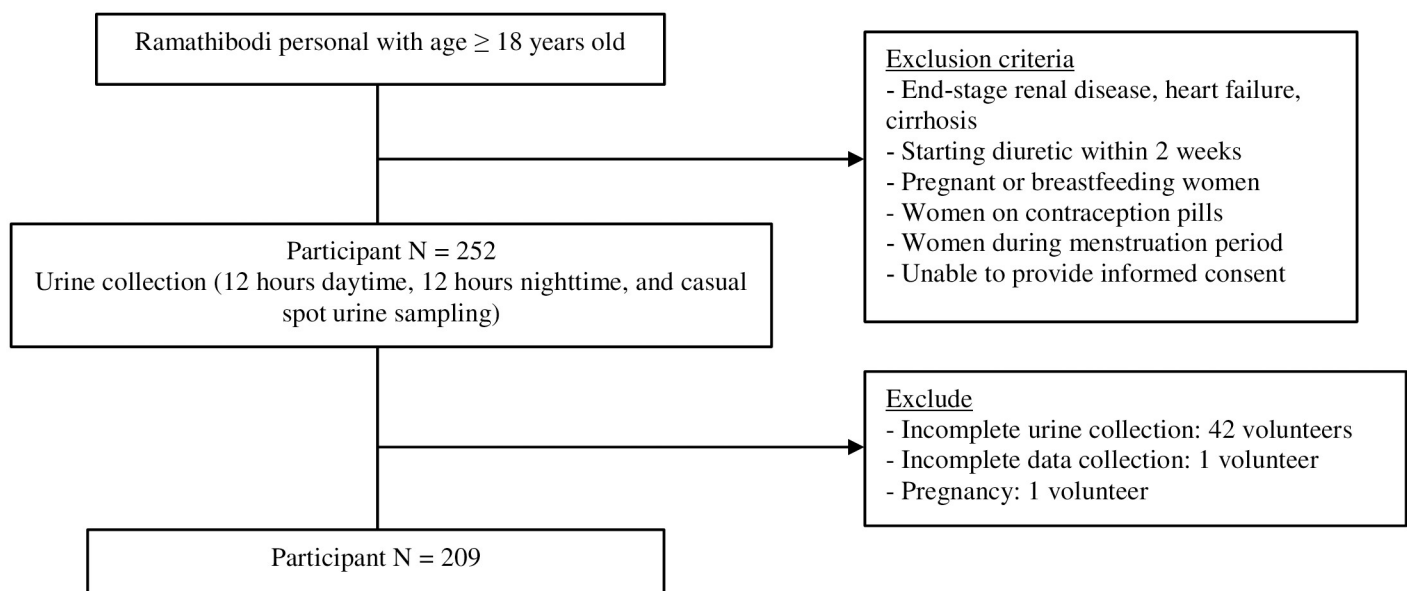 Ramathibodi personal with age ≥ 18 years old
Exclusion criteria
- End-stage renal disease, heart failure,
cirrhosis
- Starting diuretic within 2 weeks
- Pregnant or breastfeeding women
- Women on contraception pills
- Women during menstruation period
- Unable to provide informed consent
Participant N = 252
Urine collection (12 hours daytime, 12 hours nighttime, and casual
spot urine sampling)
Exclude
- Incomplete urine collection: 42 volunteers
- Incomplete data collection: 1 volunteer
- Pregnancy: 1 volunteer
Participant N = 209